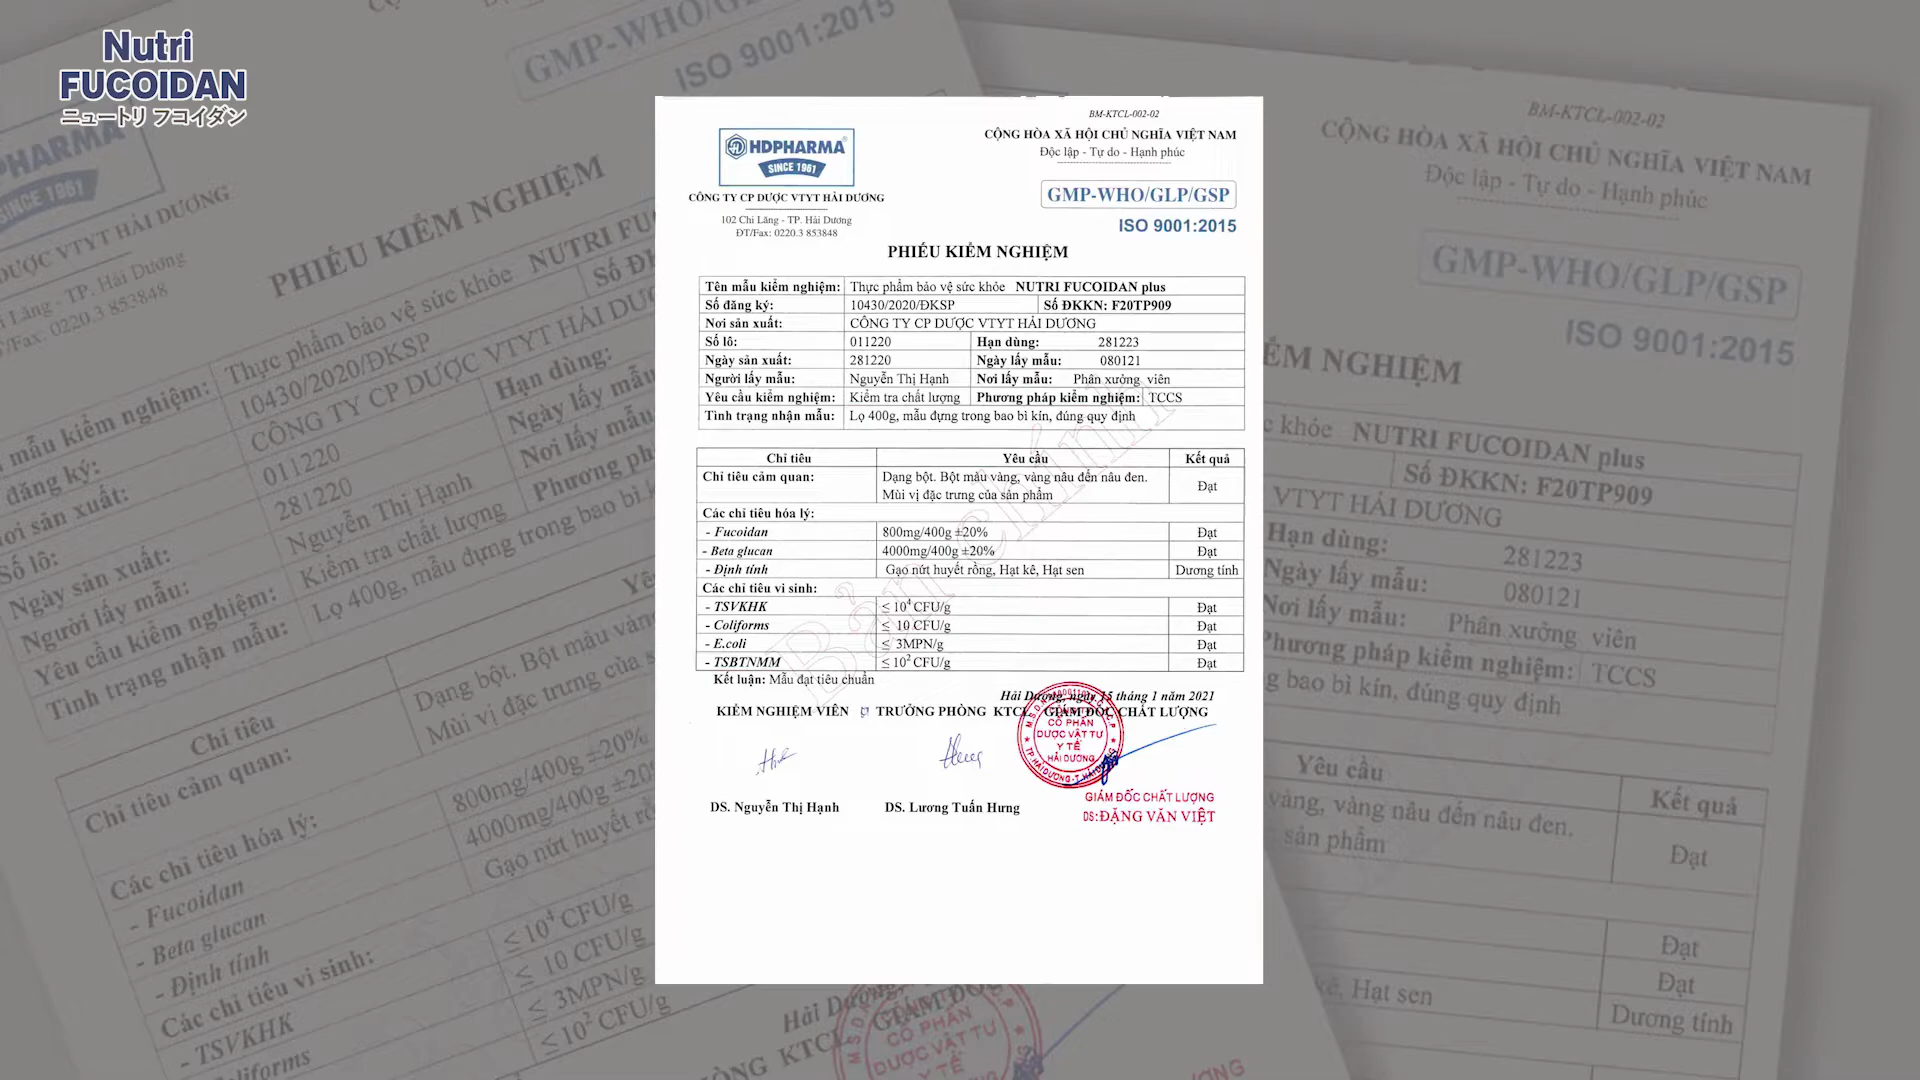 Nutri
FUCOIDAN
ニュートリ フコイダン
BM-KTCL-002-02
HDPHARMA
SINCE 1961
CÔNG TY CP DƯỢC VTYT HẢI DƯƠNG
102 Chi Lăng - TP. Hải Dương
ĐT/Fax: 0220.3 853848
CỘNG HÒA XÃ HỘI CHỦ NGHĨA VIỆT NAM
Độc lập - Tự do - Hạnh phúc
GMP-WHO/GLP/GSP
ISO 9001:2015
PHIẾU KIỂM NGHIỆM
Tên mẫu kiểm nghiệm: Thực phẩm bảo vệ sức khỏe NUTRI FUCOIDAN plus
Số đăng ký: 10430/2020/ĐKSP Số ĐKKN: F20TP909
Nơi sản xuất: CÔNG TY CP DƯỢC VTYT HẢI DƯƠNG
Số lô: 011220 Hạn dùng: 281223
Ngày sản xuất: 281220 Ngày lấy mẫu: 080121
Người lấy mẫu: Nguyễn Thị Hạnh Nơi lấy mẫu: Phân xưởng viên
Yêu cầu kiểm nghiệm: Kiểm tra chất lượng Phương pháp kiểm nghiệm: TCCS
Tình trạng nhận mẫu: Lọ 400g, mẫu đựng trong bao bì kín, đúng quy định
Chỉ tiêu Yêu cầu Kết quả
Chỉ tiêu cảm quan: Dạng bột. Bột màu vàng, vàng nâu đến nâu đen. Đạt
Mùi vị đặc trưng của sản phẩm
Các chỉ tiêu hóa lý:
- Fucoidan 800mg/400g ±20% Đạt
- Beta glucan 4000mg/400g ±20% Đạt
- Định tính Gạo nứt huyết rồng, Hạt kê, Hạt sen Dương tính
Các chỉ tiêu vi sinh:
- TSVKHK ≤ 10⁴ CFU/g Đạt
- Coliforms ≤ 10 CFU/g Đạt
- E.coli ≤ 3MPN/g Đạt
- TSBTNMM ≤ 10² CFU/g Đạt
Kết luận: Mẫu đạt tiêu chuẩn
Bản chính
Hải Dương, ngày 15 tháng 1 năm 2021
KIỂM NGHIỆM VIÊN TRƯỞNG PHÒNG KTCL GIÁM ĐỐC CHẤT LƯỢNG
CỔ PHẦN
DƯỢC VẬT TƯ
Y TẾ
HẢI DƯƠNG
DS. Nguyễn Thị Hạnh DS. Lương Tuấn Hưng
GIÁM ĐỐC CHẤT LƯỢNG
DS:ĐẶNG VĂN VIỆT